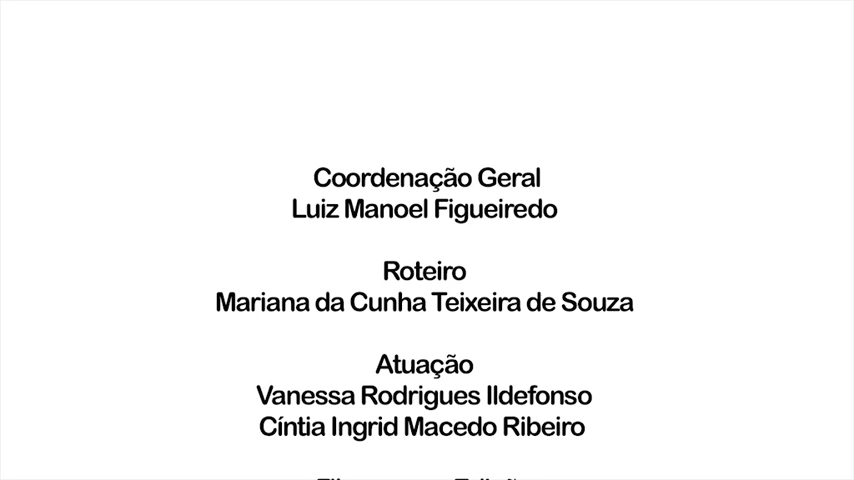 Coordenação Geral
Luiz Manoel Figueiredo
Roteiro
Mariana da Cunha Teixeira de Souza
Atuação
Vanessa Rodrigues Ildefonso
Cíntia Ingrid Macedo Ribeiro